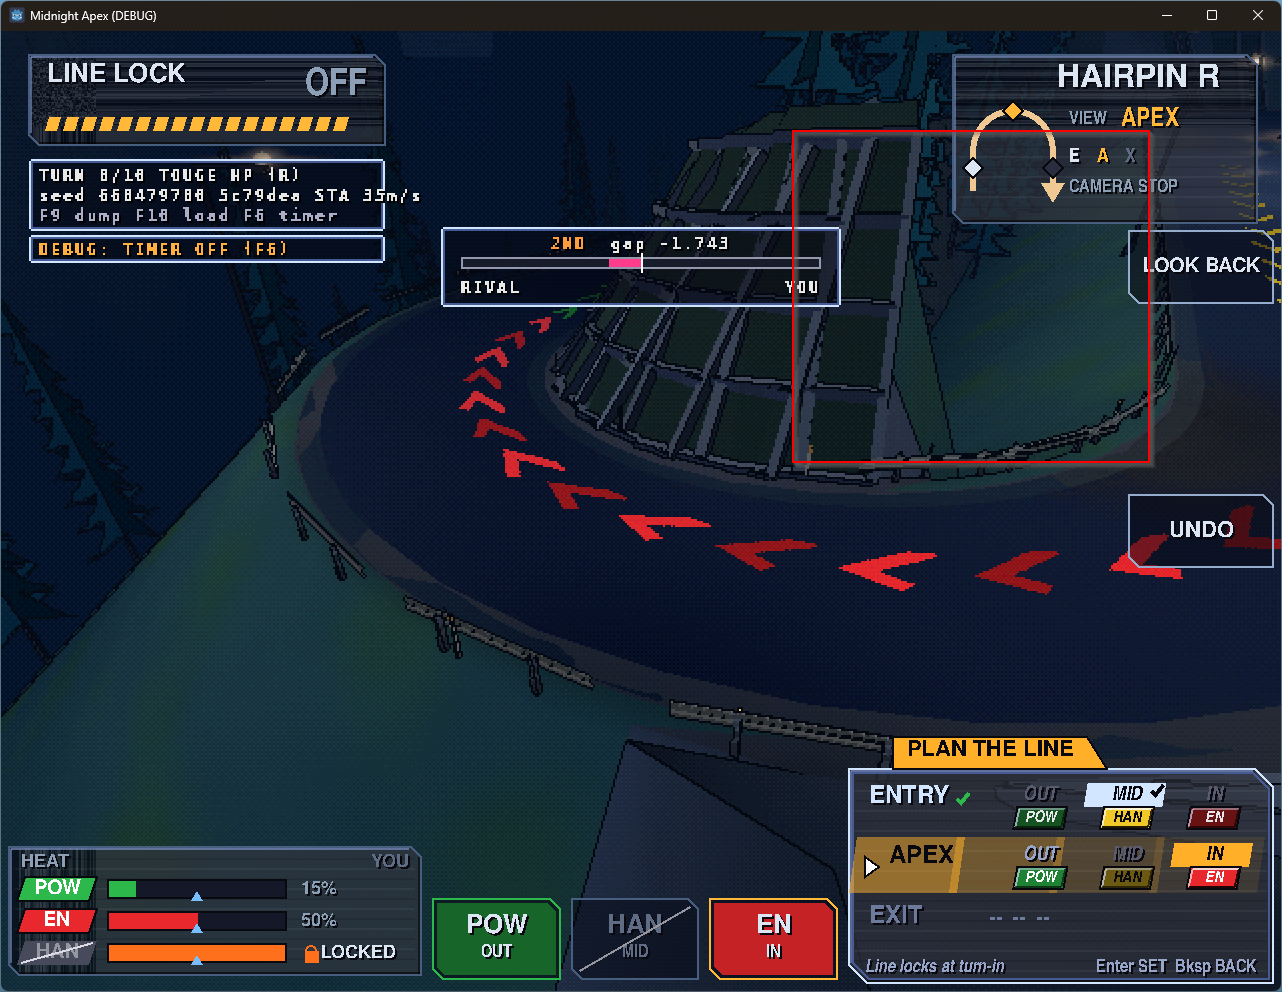 Midnight Apex (DEBUG)
LINE LOCK
OFF
TURN 8/10 TOUGE HP (R)
seed 668479788 5c79dea STA 35m/s
F9 dump F10 load F6 timer
DEBUG: TIMER OFF (F6)
2ND gap -1.743
RIVAL YOU
HAIRPIN R
VIEW APEX
E A X
CAMERA STOP
LOOK BACK
UNDO
PLAN THE LINE
ENTRY OUT MID IN
POW HAN EN
APEX OUT MID IN
POW HAN EN
EXIT -- -- --
Line locks at turn-in Enter SET Bksp BACK
HEAT YOU
POW 15%
EN 50%
HAN LOCKED
POW
OUT
HAN
MID
EN
IN